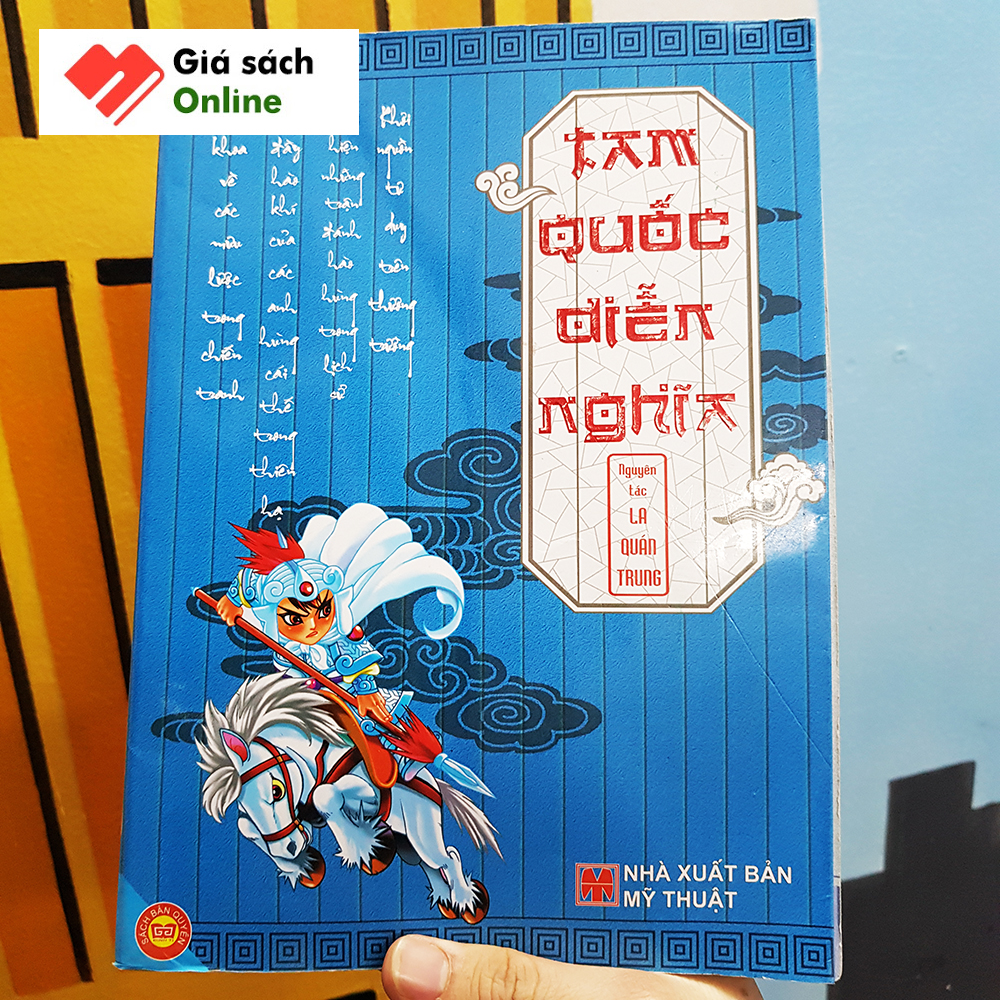 Giá sách
Online
Khơi nguồn tư duy trên thương trường
hiện những trận đánh hào hùng trong lịch sử
đầy hào khí của các anh hùng cái thế trong thiên hạ
khoa về các mưu lược trong chiến tranh
TAM
QUỐC
diễn
nghĩa
Nguyên
tác
LA
QUÁN
TRUNG
NHÀ XUẤT BẢN
MỸ THUẬT
SÁCH BẢN QUYỀN